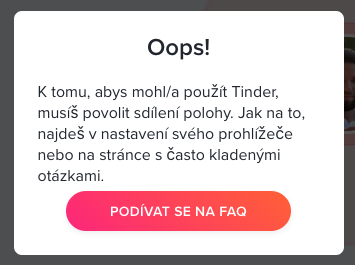 Oops!
K tomu, abys mohl/a použít Tinder,
musíš povolit sdílení polohy. Jak na to,
najdeš v nastavení svého prohlížeče
nebo na stránce s často kladenými
otázkami.
PODÍVAT SE NA FAQ